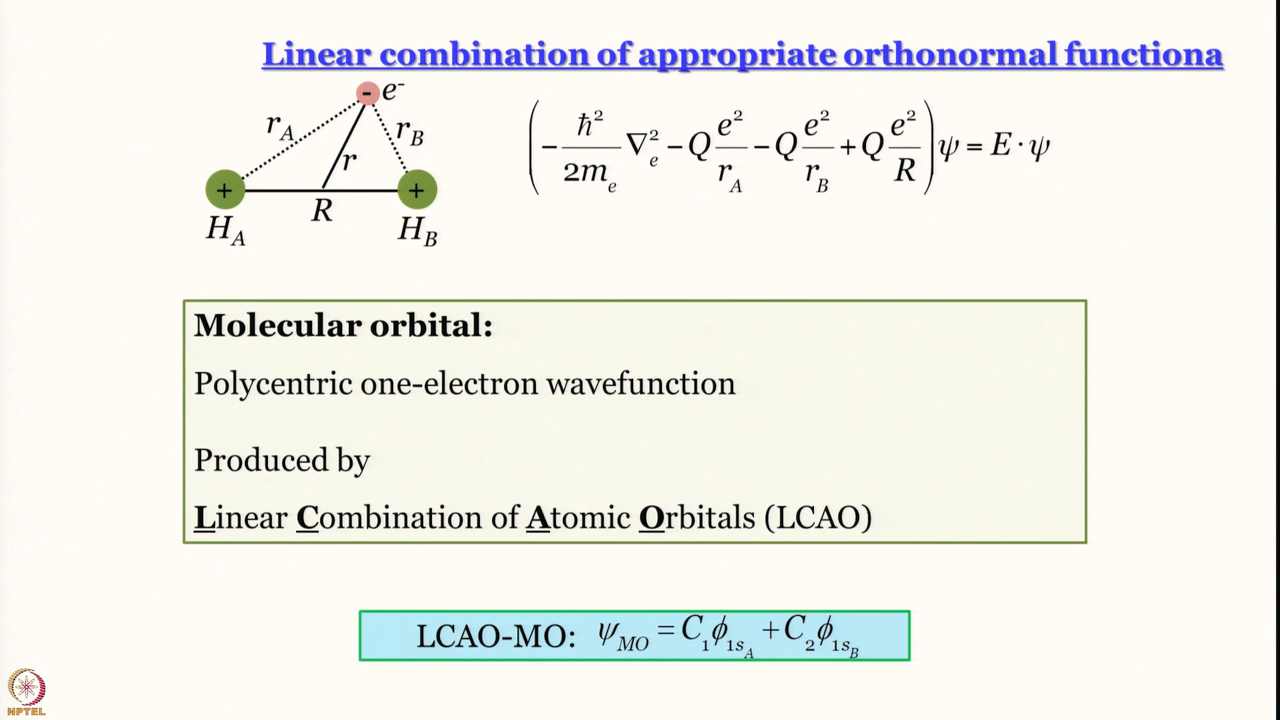 Linear combination of appropriate orthonormal functiona
- e⁻
r_A r_B
r
+ +
R
H_A H_B
(-ℏ²/2m_e ∇²_e - Q e²/r_A - Q e²/r_B + Q e²/R)ψ = E·ψ
Molecular orbital:
Polycentric one-electron wavefunction
Produced by
Linear Combination of Atomic Orbitals (LCAO)
LCAO-MO: ψ_MO = C₁ϕ_1s_A + C₂ϕ_1s_B
NPTEL